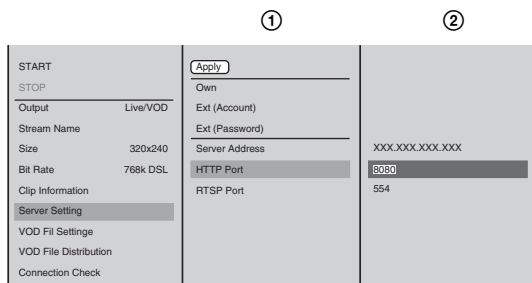 ① ②
START
STOP
Output Live/VOD
Stream Name
Size 320x240
Bit Rate 768k DSL
Clip Information
Server Setting
VOD Fil Settinge
VOD File Distribution
Connection Check
Apply
Own
Ext (Account)
Ext (Password)
Server Address XXX.XXX.XXX.XXX
HTTP Port 8080
RTSP Port 554